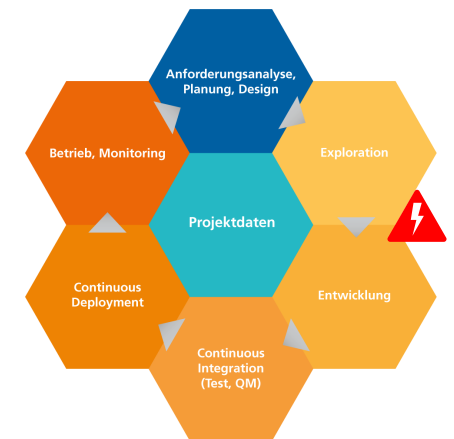 Anforderungsanalyse,
Planung, Design
Exploration
Entwicklung
Continuous
Integration
(Test, QM)
Continuous
Deployment
Betrieb, Monitoring
Projektdaten